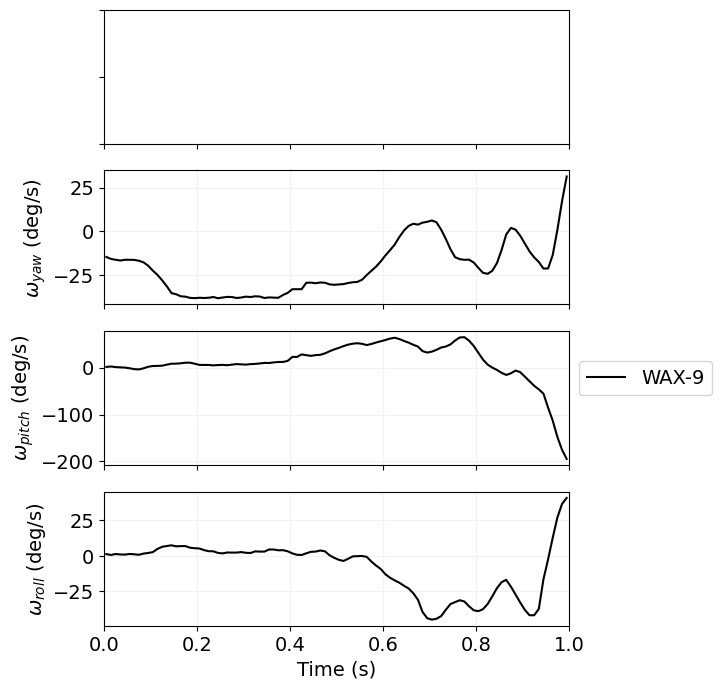 25
0
−25
ω_yaw (deg/s)
0
−100
−200
ω_pitch (deg/s)
WAX-9
25
0
−25
ω_roll (deg/s)
0.0 0.2 0.4 0.6 0.8 1.0
Time (s)